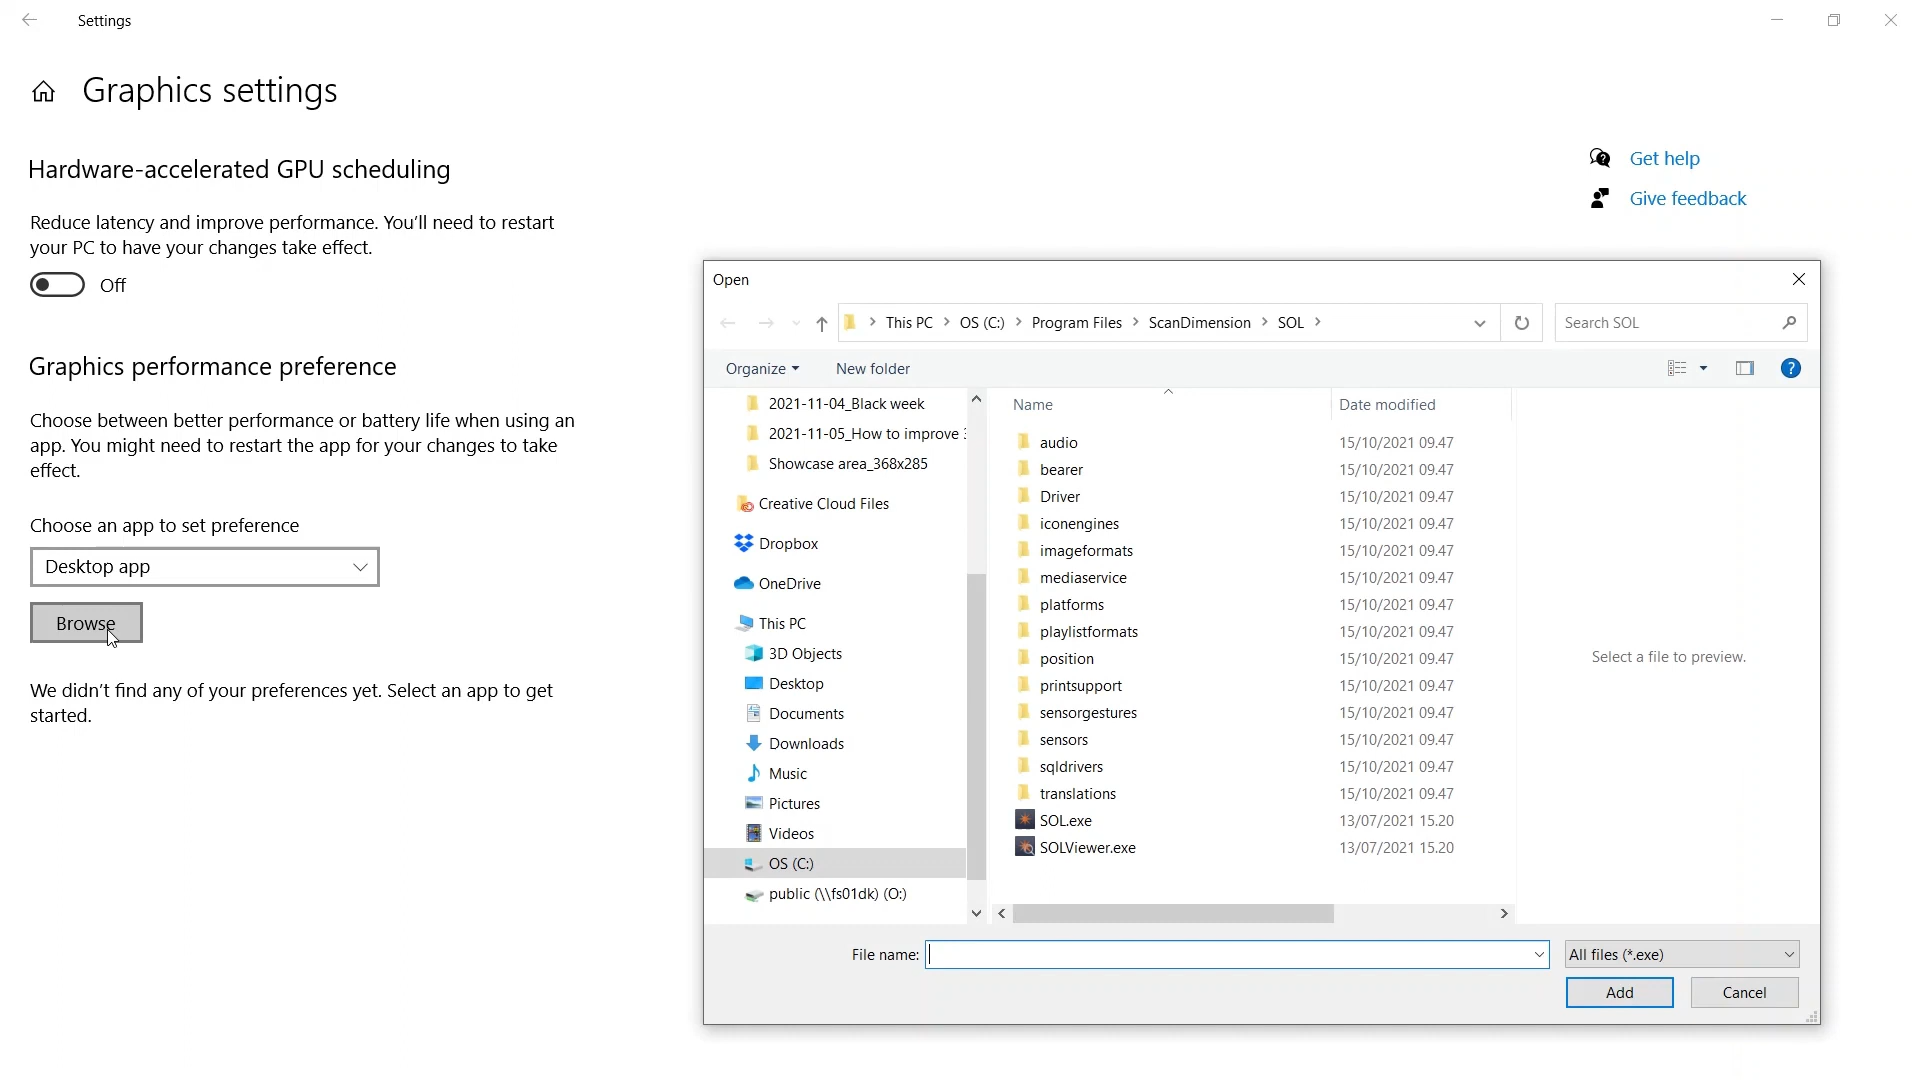 Settings
Graphics settings
Hardware-accelerated GPU scheduling
Reduce latency and improve performance. You'll need to restart
your PC to have your changes take effect.
Off
Graphics performance preference
Choose between better performance or battery life when using an
app. You might need to restart the app for your changes to take
effect.
Choose an app to set preference
Desktop app
Browse
We didn't find any of your preferences yet. Select an app to get
started.
Get help
Give feedback
Open
This PC > OS (C:) > Program Files > ScanDimension > SOL >
Search SOL
Organize
New folder
2021-11-04_Black week
2021-11-05_How to improve
Showcase area_368x285
Creative Cloud Files
Dropbox
OneDrive
This PC
3D Objects
Desktop
Documents
Downloads
Music
Pictures
Videos
OS (C:)
public (\\fs01dk) (O:)
Name Date modified
audio 15/10/2021 09.47
bearer 15/10/2021 09.47
Driver 15/10/2021 09.47
iconengines 15/10/2021 09.47
imageformats 15/10/2021 09.47
mediaservice 15/10/2021 09.47
platforms 15/10/2021 09.47
playlistformats 15/10/2021 09.47
position 15/10/2021 09.47
printsupport 15/10/2021 09.47
sensorgestures 15/10/2021 09.47
sensors 15/10/2021 09.47
sqldrivers 15/10/2021 09.47
translations 15/10/2021 09.47
SOL.exe 13/07/2021 15.20
SOLViewer.exe 13/07/2021 15.20
Select a file to preview.
File name:
All files (*.exe)
Add
Cancel